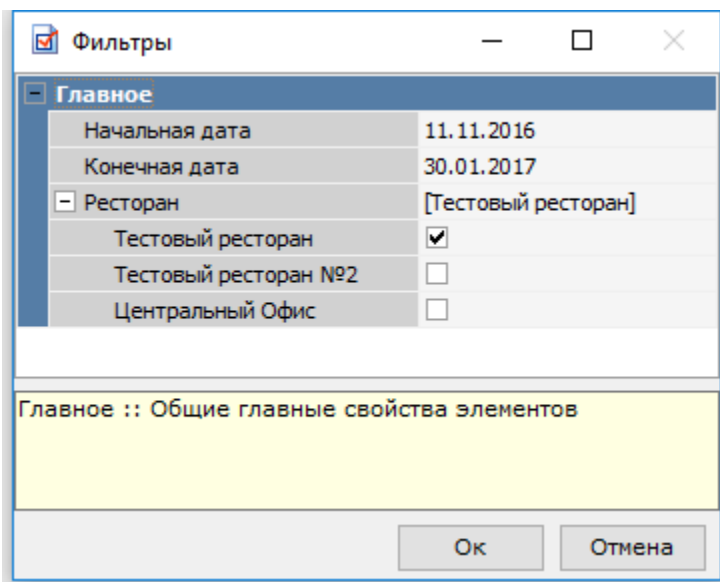 Фильтры
Главное
Начальная дата 11.11.2016
Конечная дата 30.01.2017
Ресторан [Тестовый ресторан]
Тестовый ресторан
Тестовый ресторан №2
Центральный Офис
Главное :: Общие главные свойства элементов
Ок Отмена